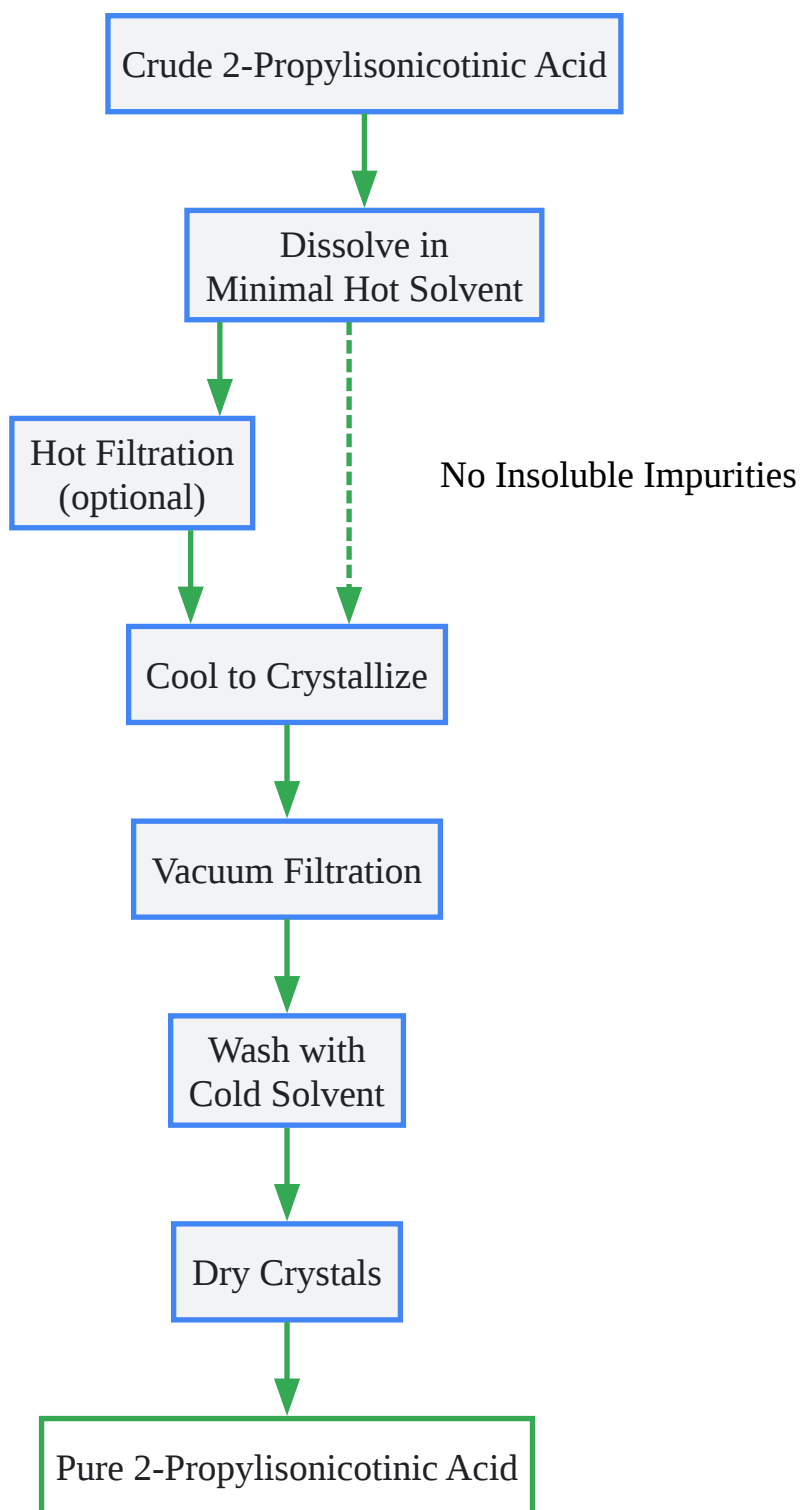 Crude 2-Propylisonicotinic Acid
Dissolve in
Minimal Hot Solvent
Hot Filtration
(optional)
No Insoluble Impurities
Cool to Crystallize
Vacuum Filtration
Wash with
Cold Solvent
Dry Crystals
Pure 2-Propylisonicotinic Acid